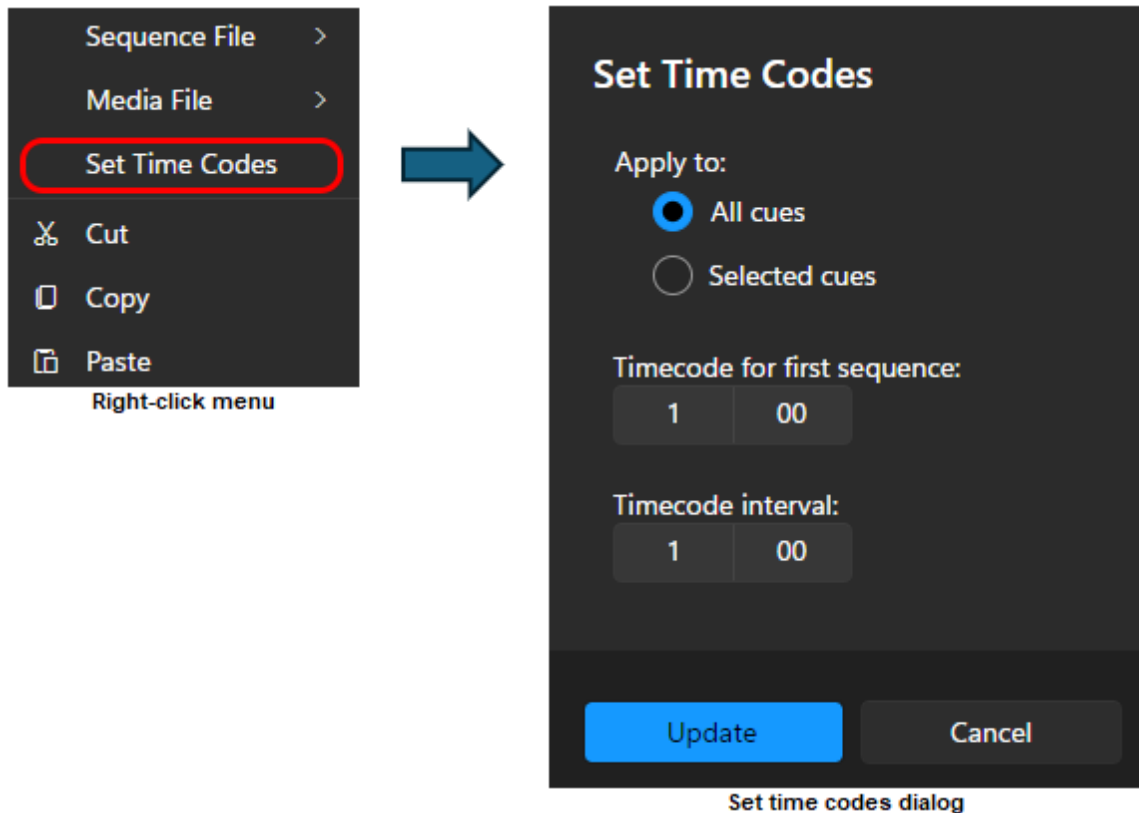 Sequence File
Media File
Set Time Codes
Cut
Copy
Paste
Right-click menu
Set Time Codes
Apply to:
All cues
Selected cues
Timecode for first sequence:
1 00
Timecode interval:
1 00
Update Cancel
Set time codes dialog